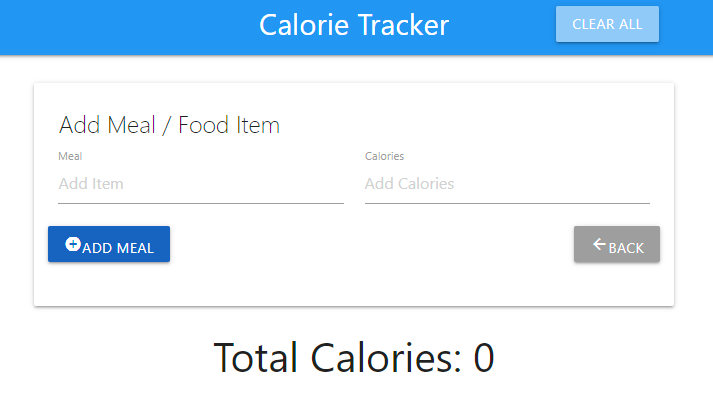 Calorie Tracker
CLEAR ALL
Add Meal / Food Item
Meal
Calories
Add Item
Add Calories
ADD MEAL
BACK
Total Calories: 0